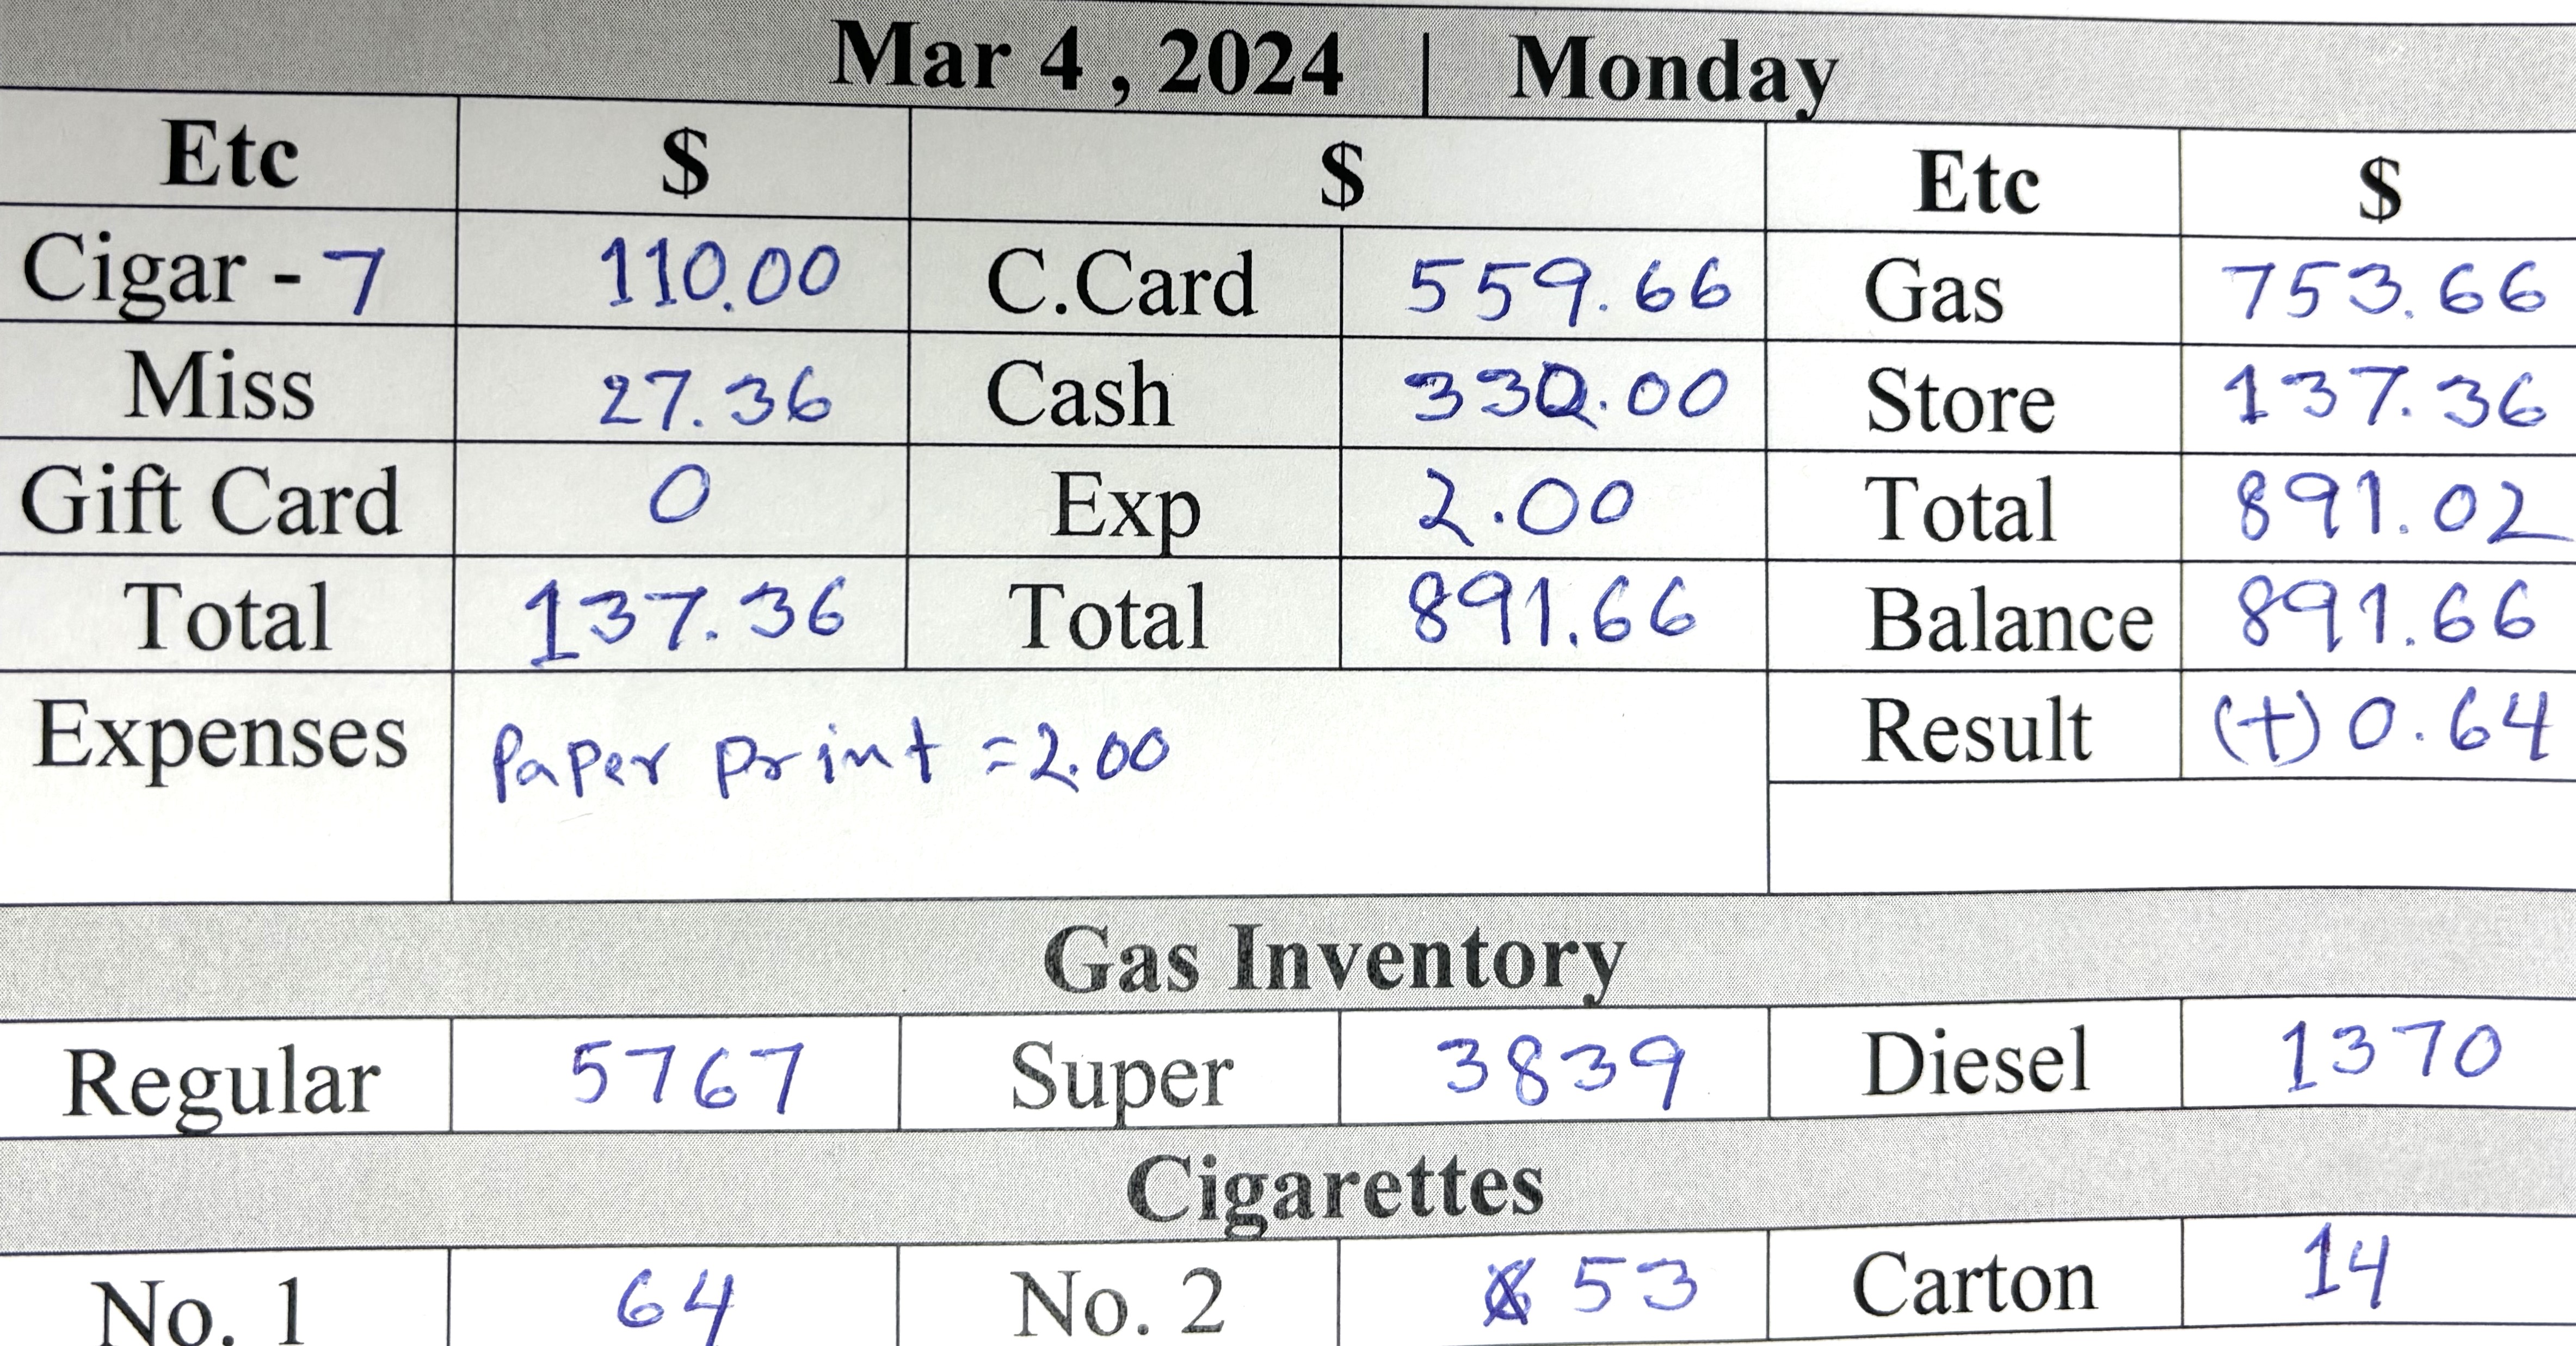 Mar 4 , 2024 | Monday
Etc $ $ Etc $
Cigar - 7 110.00 C.Card 559.66 Gas 753.66
Miss 27.36 Cash 330.00 Store 137.36
Gift Card 0 Exp 2.00 Total 891.02
Total 137.36 Total 891.66 Balance 891.66
Expenses Paper print = 2.00 Result (+) 0.64
Gas Inventory
Regular 5767 Super 3839 Diesel 1370
Cigarettes
No. 1 64 No. 2 53 Carton 14